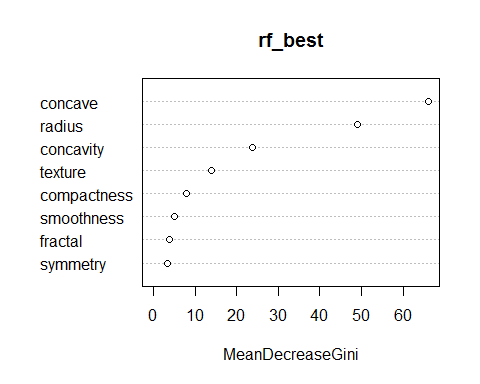 rf_best
concave
radius
concavity
texture
compactness
smoothness
fractal
symmetry
0 10 20 30 40 50 60
MeanDecreaseGini